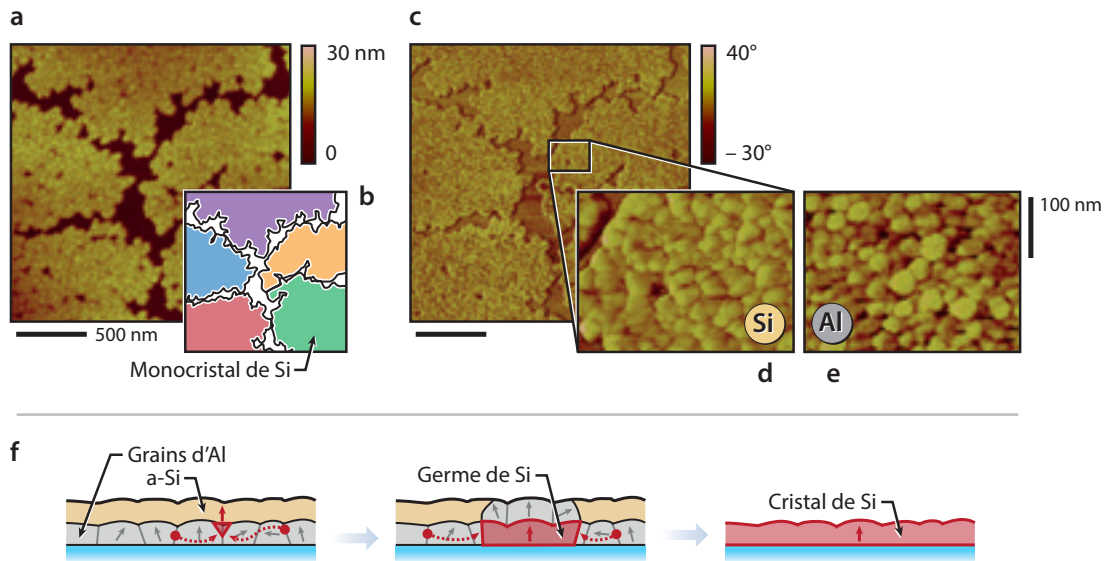 a
30 nm
0
b
500 nm
Monocristal de Si
c
40°
– 30°
100 nm
Si
Al
d
e
f
Grains d'Al
a-Si
Germe de Si
Cristal de Si